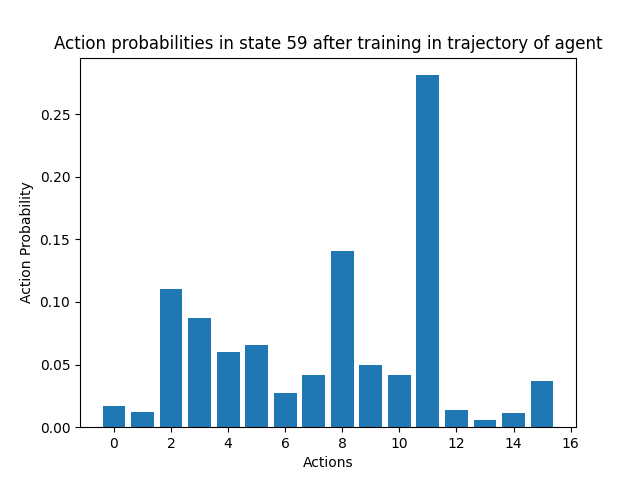 Action probabilities in state 59 after training in trajectory of agent
Action Probability
0.25
0.20
0.15
0.10
0.05
0.00
0 2 4 6 8 10 12 14 16
Actions